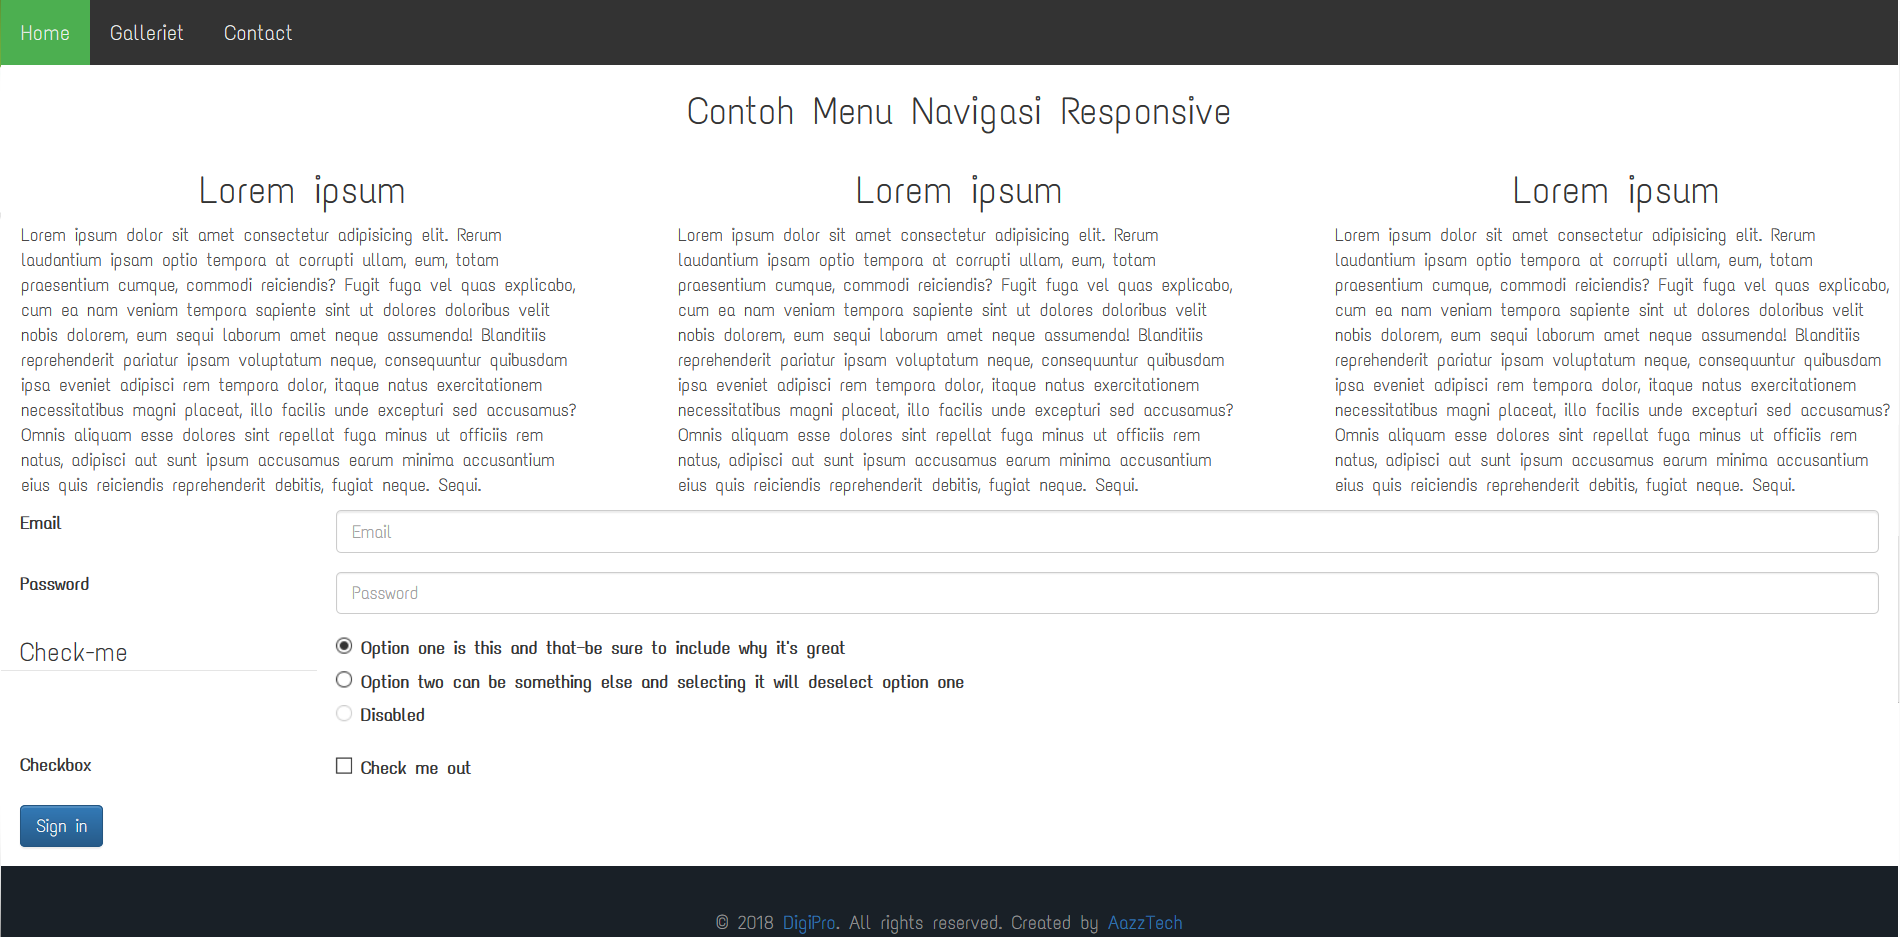 Home Galleriet Contact
Contoh Menu Navigasi Responsive
Lorem ipsum
Lorem ipsum dolor sit amet consectetur adipisicing elit. Rerum
laudantium ipsam optio tempora at corrupti ullam, eum, totam
praesentium cumque, commodi reiciendis? Fugit fuga vel quas explicabo,
cum ea nam veniam tempora sapiente sint ut dolores doloribus velit
nobis dolorem, eum sequi laborum amet neque assumenda! Blanditiis
reprehenderit pariatur ipsam voluptatum neque, consequuntur quibusdam
ipsa eveniet adipisci rem tempora dolor, itaque natus exercitationem
necessitatibus magni placeat, illo facilis unde excepturi sed accusamus?
Omnis aliquam esse dolores sint repellat fuga minus ut officiis rem
natus, adipisci aut sunt ipsum accusamus earum minima accusantium
eius quis reiciendis reprehenderit debitis, fugiat neque. Sequi.
Lorem ipsum
Lorem ipsum dolor sit amet consectetur adipisicing elit. Rerum
laudantium ipsam optio tempora at corrupti ullam, eum, totam
praesentium cumque, commodi reiciendis? Fugit fuga vel quas explicabo,
cum ea nam veniam tempora sapiente sint ut dolores doloribus velit
nobis dolorem, eum sequi laborum amet neque assumenda! Blanditiis
reprehenderit pariatur ipsam voluptatum neque, consequuntur quibusdam
ipsa eveniet adipisci rem tempora dolor, itaque natus exercitationem
necessitatibus magni placeat, illo facilis unde excepturi sed accusamus?
Omnis aliquam esse dolores sint repellat fuga minus ut officiis rem
natus, adipisci aut sunt ipsum accusamus earum minima accusantium
eius quis reiciendis reprehenderit debitis, fugiat neque. Sequi.
Lorem ipsum
Lorem ipsum dolor sit amet consectetur adipisicing elit. Rerum
laudantium ipsam optio tempora at corrupti ullam, eum, totam
praesentium cumque, commodi reiciendis? Fugit fuga vel quas explicabo,
cum ea nam veniam tempora sapiente sint ut dolores doloribus velit
nobis dolorem, eum sequi laborum amet neque assumenda! Blanditiis
reprehenderit pariatur ipsam voluptatum neque, consequuntur quibusdam
ipsa eveniet adipisci rem tempora dolor, itaque natus exercitationem
necessitatibus magni placeat, illo facilis unde excepturi sed accusamus?
Omnis aliquam esse dolores sint repellat fuga minus ut officiis rem
natus, adipisci aut sunt ipsum accusamus earum minima accusantium
eius quis reiciendis reprehenderit debitis, fugiat neque. Sequi.
Email Email
Password Password
Check-me Option one is this and that-be sure to include why it's great
Option two can be something else and selecting it will deselect option one
Disabled
Checkbox Check me out
Sign in
© 2018 DigiPro. All rights reserved. Created by AazzTech